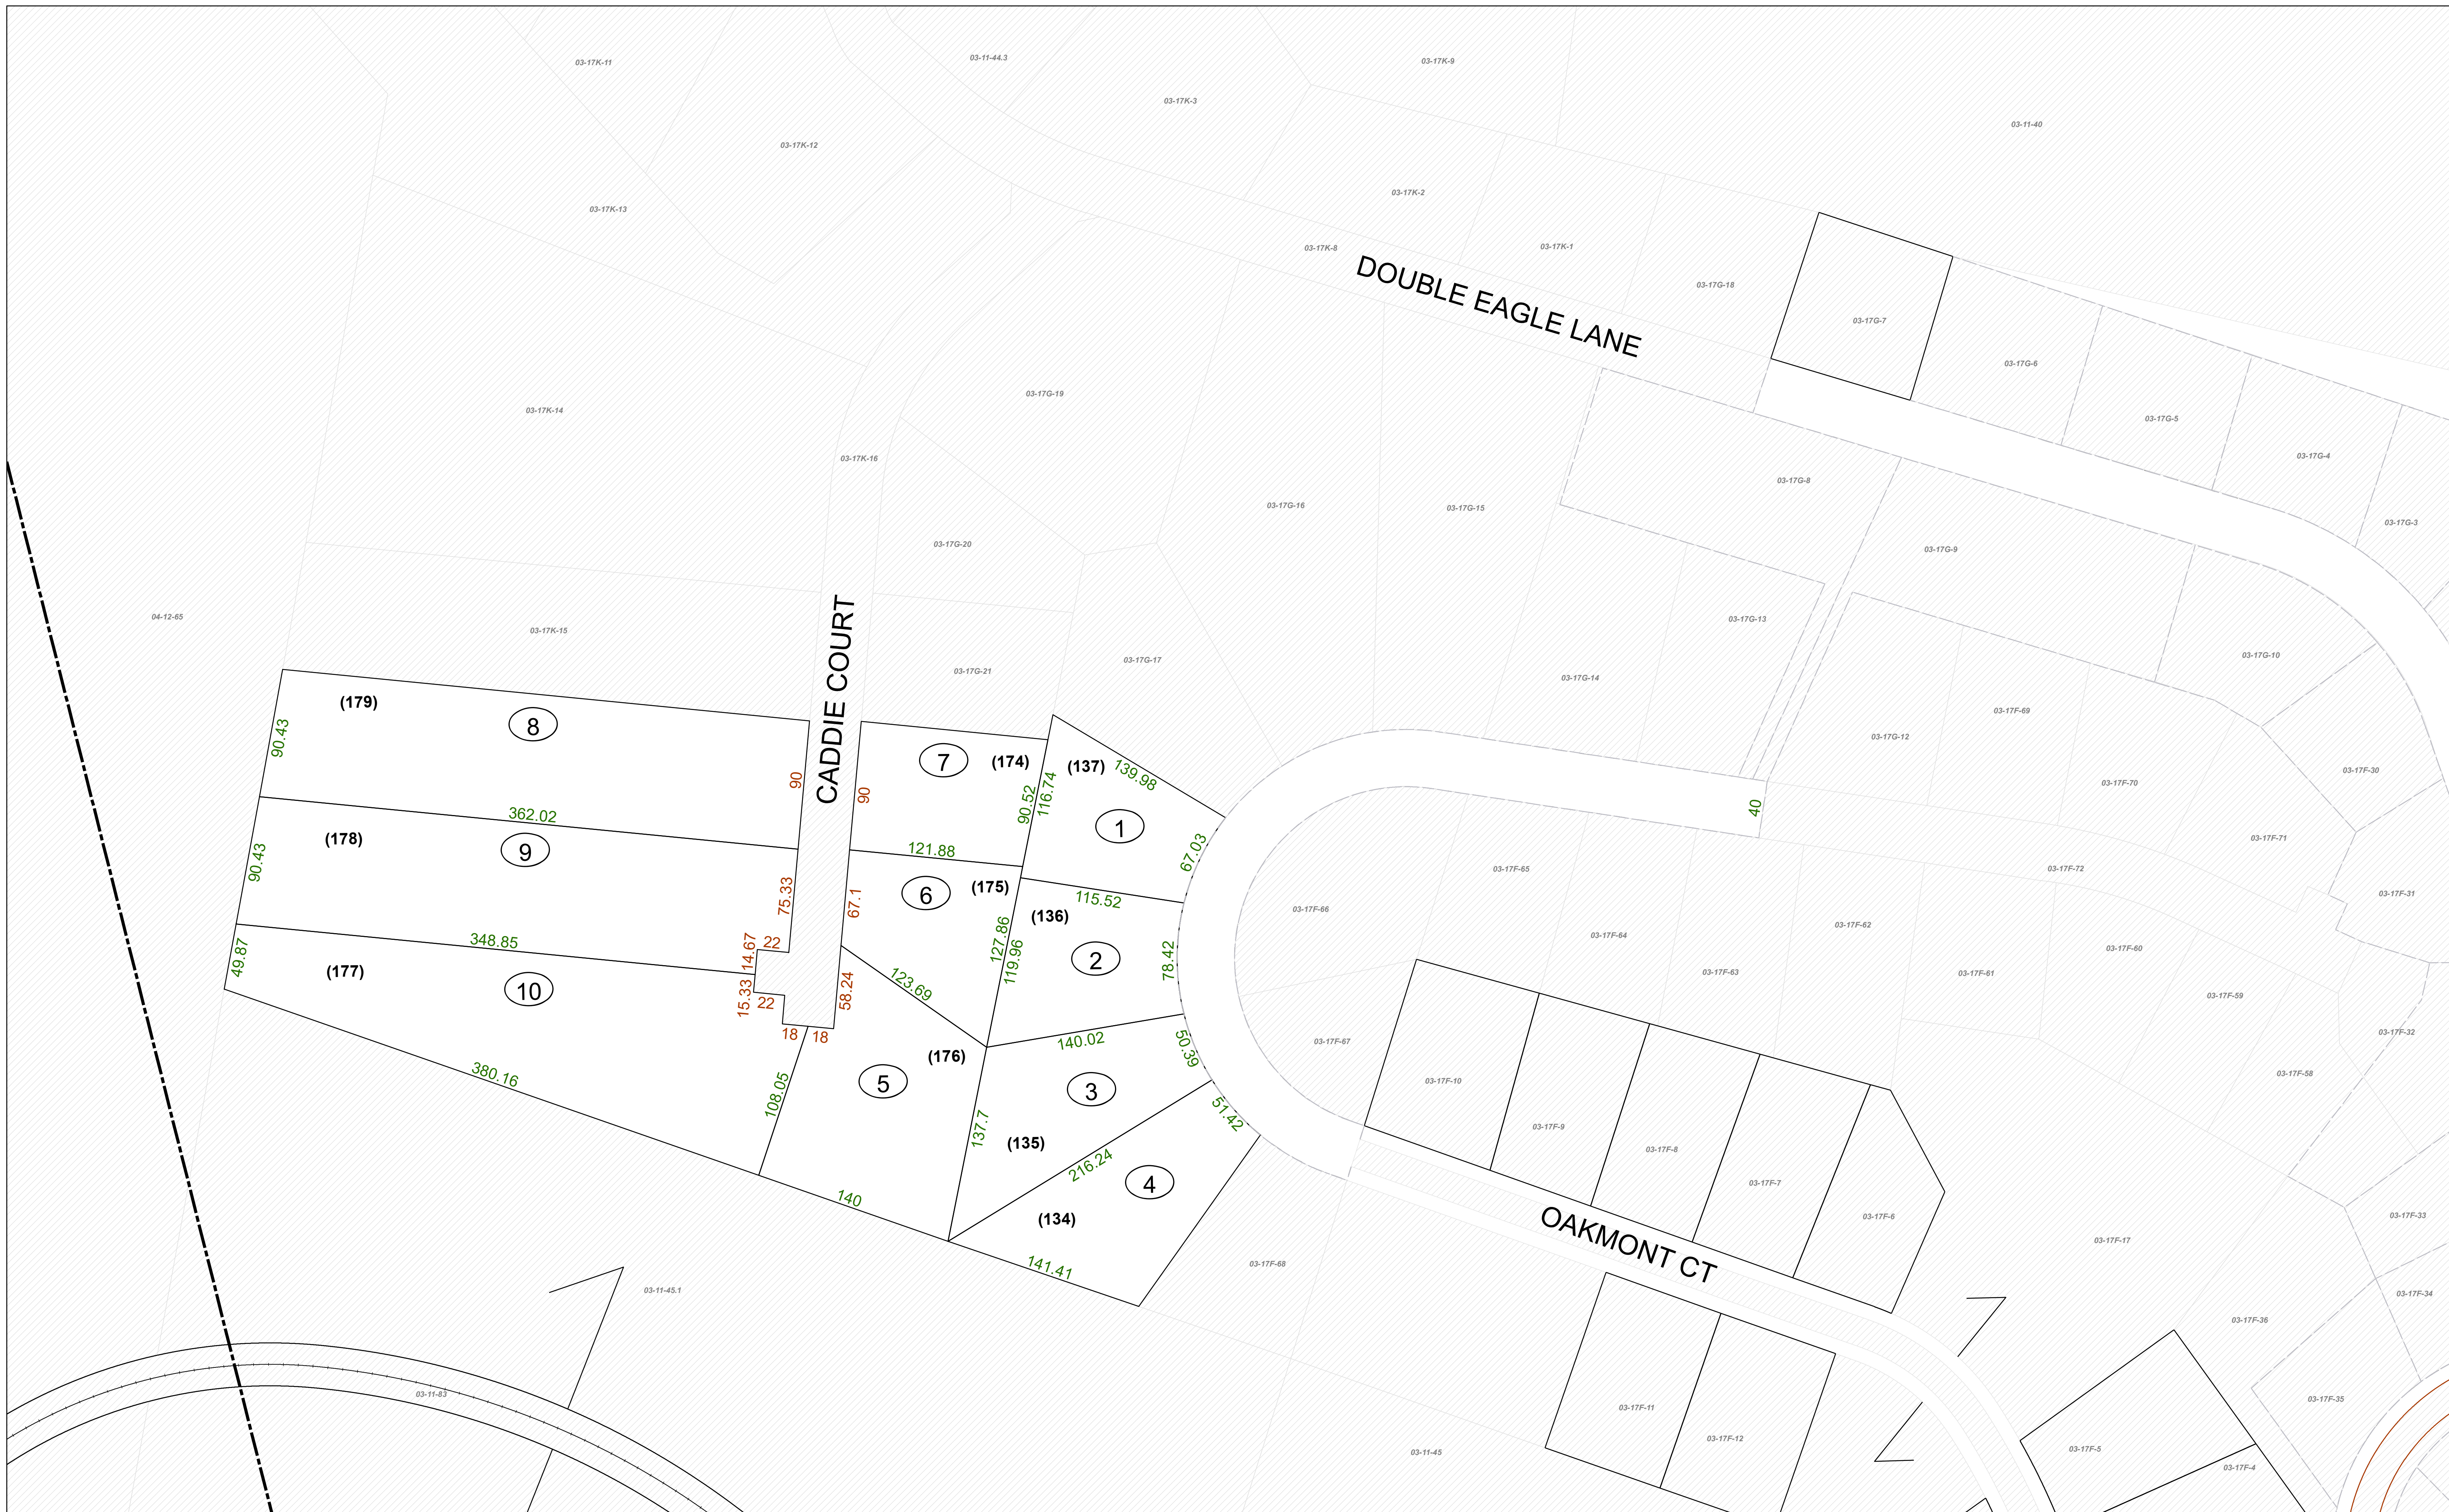 03-17K-11
03-11-44.3
03-17K-9
03-17K-3
03-11-40
03-17K-12
03-17K-2
03-17K-13
03-17K-8
03-17K-1
DOUBLE EAGLE LANE
03-17G-18
03-17G-7
03-17G-6
03-17G-19
03-17K-14
03-17G-5
03-17G-4
03-17K-16
03-17G-8
03-17G-16
03-17G-15
03-17G-3
03-17G-20
03-17G-9
04-12-65
03-17K-15
03-17G-13
03-17G-21
03-17G-17
03-17G-10
03-17G-14
CADDIE COURT
(179)
8
90.43
90
7
(174)
90
90.52
116.74
(137)
139.98
1
67.03
03-17F-69
03-17G-12
03-17F-30
03-17F-70
40
362.02
(178)
9
90.43
75.33
121.88
67.1
6
(175)
115.52
(136)
2
127.86
119.96
78.42
03-17F-71
03-17F-65
03-17F-72
03-17F-31
03-17F-66
03-17F-64
03-17F-62
03-17F-60
03-17F-63
03-17F-61
03-17F-59
348.85
22
14.67
49.87
(177)
10
15.33
22
18
18
58.24
123.69
(176)
5
140.02
50.39
3
03-17F-67
03-17F-32
03-17F-58
03-17F-10
380.16
108.05
137.7
(135)
51.42
216.24
4
(134)
140
141.41
03-17F-9
03-17F-8
03-17F-7
03-17F-6
03-17F-33
03-17F-17
OAKMONT CT
03-17F-68
03-11-45.1
03-17F-34
03-17F-36
03-11-83
03-17F-35
03-17F-11
03-17F-12
03-11-45
03-17F-5
03-17F-4